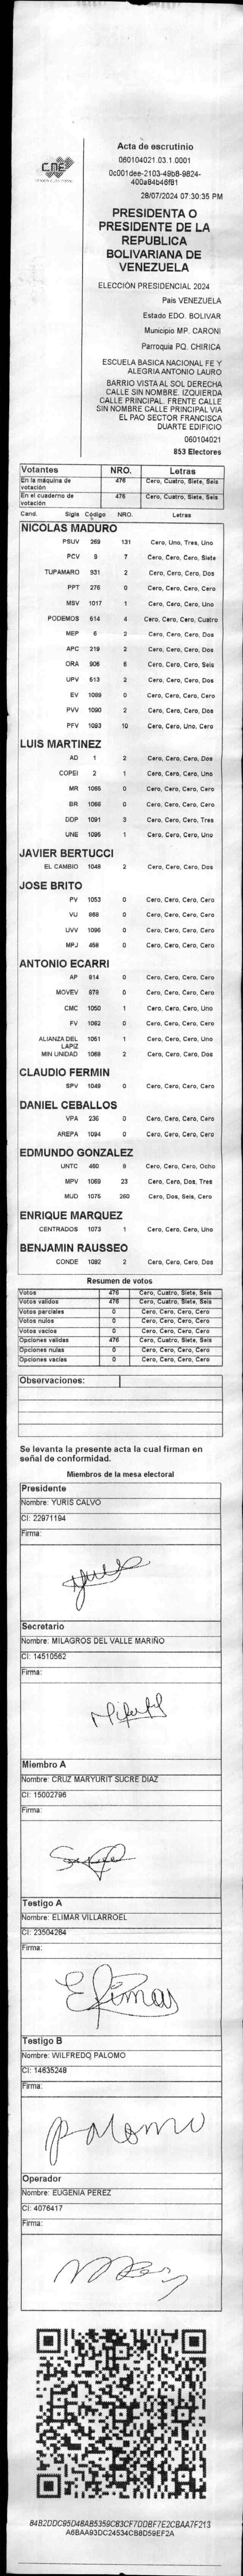 CNE
Acta de escrutinio
060104021.03.1.0001
0c001dee-2103-49b8-9824-
400a84b46f81
28/07/2024 07:30:35 PM
PRESIDENTA O
PRESIDENTE DE LA
REPUBLICA
BOLIVARIANA DE
VENEZUELA
ELECCIÓN PRESIDENCIAL 2024
Pais VENEZUELA
Estado EDO. BOLIVAR
Municipio MP. CARONI
Parroquia PQ. CHIRICA
ESCUELA BASICA NACIONAL FE Y
ALEGRIA ANTONIO LAURO
BARRIO VISTA AL SOL DERECHA
CALLE SIN NOMBRE. IZQUIERDA
CALLE PRINCIPAL. FRENTE CALLE
SIN NOMBRE CALLE PRINCIPAL VIA
EL PAO SECTOR FRANCISCA
DUARTE EDIFICIO
060104021
853 Electores
Votantes NRO. Letras
En la máquina de votación 476 Cero, Cuatro, Siete, Seis
En el cuaderno de votación 476 Cero, Cuatro, Siete, Seis
Cand. Sigla Código NRO. Letras
NICOLAS MADURO
PSUV 269 131 Cero, Uno, Tres, Uno
PCV 9 7 Cero, Cero, Cero, Siete
TUPAMARO 931 2 Cero, Cero, Cero, Dos
PPT 276 0 Cero, Cero, Cero, Cero
MSV 1017 1 Cero, Cero, Cero, Uno
PODEMOS 614 4 Cero, Cero, Cero, Cuatro
MEP 6 2 Cero, Cero, Cero, Dos
APC 219 2 Cero, Cero, Cero, Dos
ORA 906 6 Cero, Cero, Cero, Seis
UPV 613 2 Cero, Cero, Cero, Dos
EV 1089 0 Cero, Cero, Cero, Cero
PVV 1090 2 Cero, Cero, Cero, Dos
PFV 1093 10 Cero, Cero, Uno, Cero
LUIS MARTINEZ
AD 1 2 Cero, Cero, Cero, Dos
COPEI 2 1 Cero, Cero, Cero, Uno
MR 1065 0 Cero, Cero, Cero, Cero
BR 1066 0 Cero, Cero, Cero, Cero
DDP 1091 3 Cero, Cero, Cero, Tres
UNE 1095 1 Cero, Cero, Cero, Uno
JAVIER BERTUCCI
EL CAMBIO 1048 2 Cero, Cero, Cero, Dos
JOSE BRITO
PV 1053 0 Cero, Cero, Cero, Cero
VU 868 0 Cero, Cero, Cero, Cero
UVV 1096 0 Cero, Cero, Cero, Cero
MPJ 458 0 Cero, Cero, Cero, Cero
ANTONIO ECARRI
AP 814 0 Cero, Cero, Cero, Cero
MOVEV 878 0 Cero, Cero, Cero, Cero
CMC 1050 1 Cero, Cero, Cero, Uno
FV 1062 0 Cero, Cero, Cero, Cero
ALIANZA DEL LAPIZ 1061 1 Cero, Cero, Cero, Uno
MIN UNIDAD 1068 2 Cero, Cero, Cero, Dos
CLAUDIO FERMIN
SPV 1049 0 Cero, Cero, Cero, Cero
DANIEL CEBALLOS
VPA 236 0 Cero, Cero, Cero, Cero
AREPA 1094 0 Cero, Cero, Cero, Cero
EDMUNDO GONZALEZ
UNTC 460 8 Cero, Cero, Cero, Ocho
MPV 1069 23 Cero, Cero, Dos, Tres
MUD 1075 260 Cero, Dos, Seis, Cero
ENRIQUE MARQUEZ
CENTRADOS 1073 1 Cero, Cero, Cero, Uno
BENJAMIN RAUSSEO
CONDE 1082 2 Cero, Cero, Cero, Dos
Resumen de votos
Votos 476 Cero, Cuatro, Siete, Seis
Votos validos 476 Cero, Cuatro, Siete, Seis
Votos parciales 0 Cero, Cero, Cero, Cero
Votos nulos 0 Cero, Cero, Cero, Cero
Votos vacios 0 Cero, Cero, Cero, Cero
Opciones validas 476 Cero, Cuatro, Siete, Seis
Opciones nulas 0 Cero, Cero, Cero, Cero
Opciones vacias 0 Cero, Cero, Cero, Cero
Observaciones:
Se levanta la presente acta la cual firman en
señal de conformidad.
Miembros de la mesa electoral
Presidente
Nombre: YURIS CALVO
CI: 22971194
Firma:
Secretario
Nombre: MILAGROS DEL VALLE MARIÑO
CI: 14510562
Firma:
Miembro A
Nombre: CRUZ MARYURIT SUCRE DIAZ
CI: 15002796
Firma:
Testigo A
Nombre: ELIMAR VILLARROEL
CI: 23504284
Firma:
Elimar
Testigo B
Nombre: WILFREDO PALOMO
CI: 14635248
Firma:
Palomo
Operador
Nombre: EUGENIA PEREZ
CI: 4076417
Firma:
84B2DDC95D48AB5359C83CF7DDBF7E2CBAA7F213
A6BAA93DC24534CB8D59EF2A